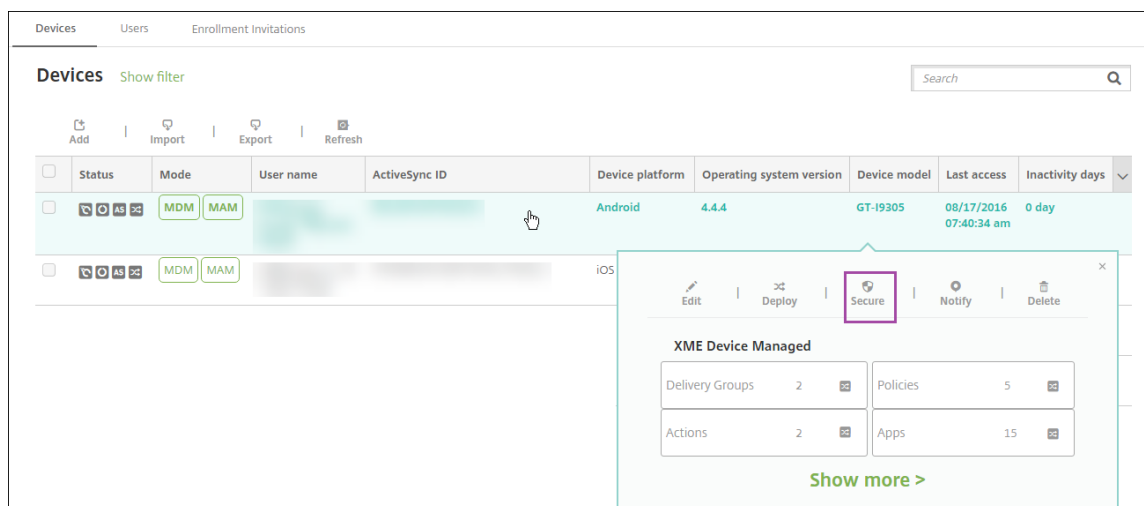 Devices Users Enrollment Invitations
Devices Show filter Search
Add | Import | Export | Refresh
Status Mode User name ActiveSync ID Device platform Operating system version Device model Last access Inactivity days
AS MDM MAM Android 4.4.4 GT-I9305 08/17/2016 0 day
07:40:34 am
AS MDM MAM iOS
Edit | Deploy | Secure | Notify | Delete
XME Device Managed
Delivery Groups 2 Policies 5
Actions 2 Apps 15
Show more >